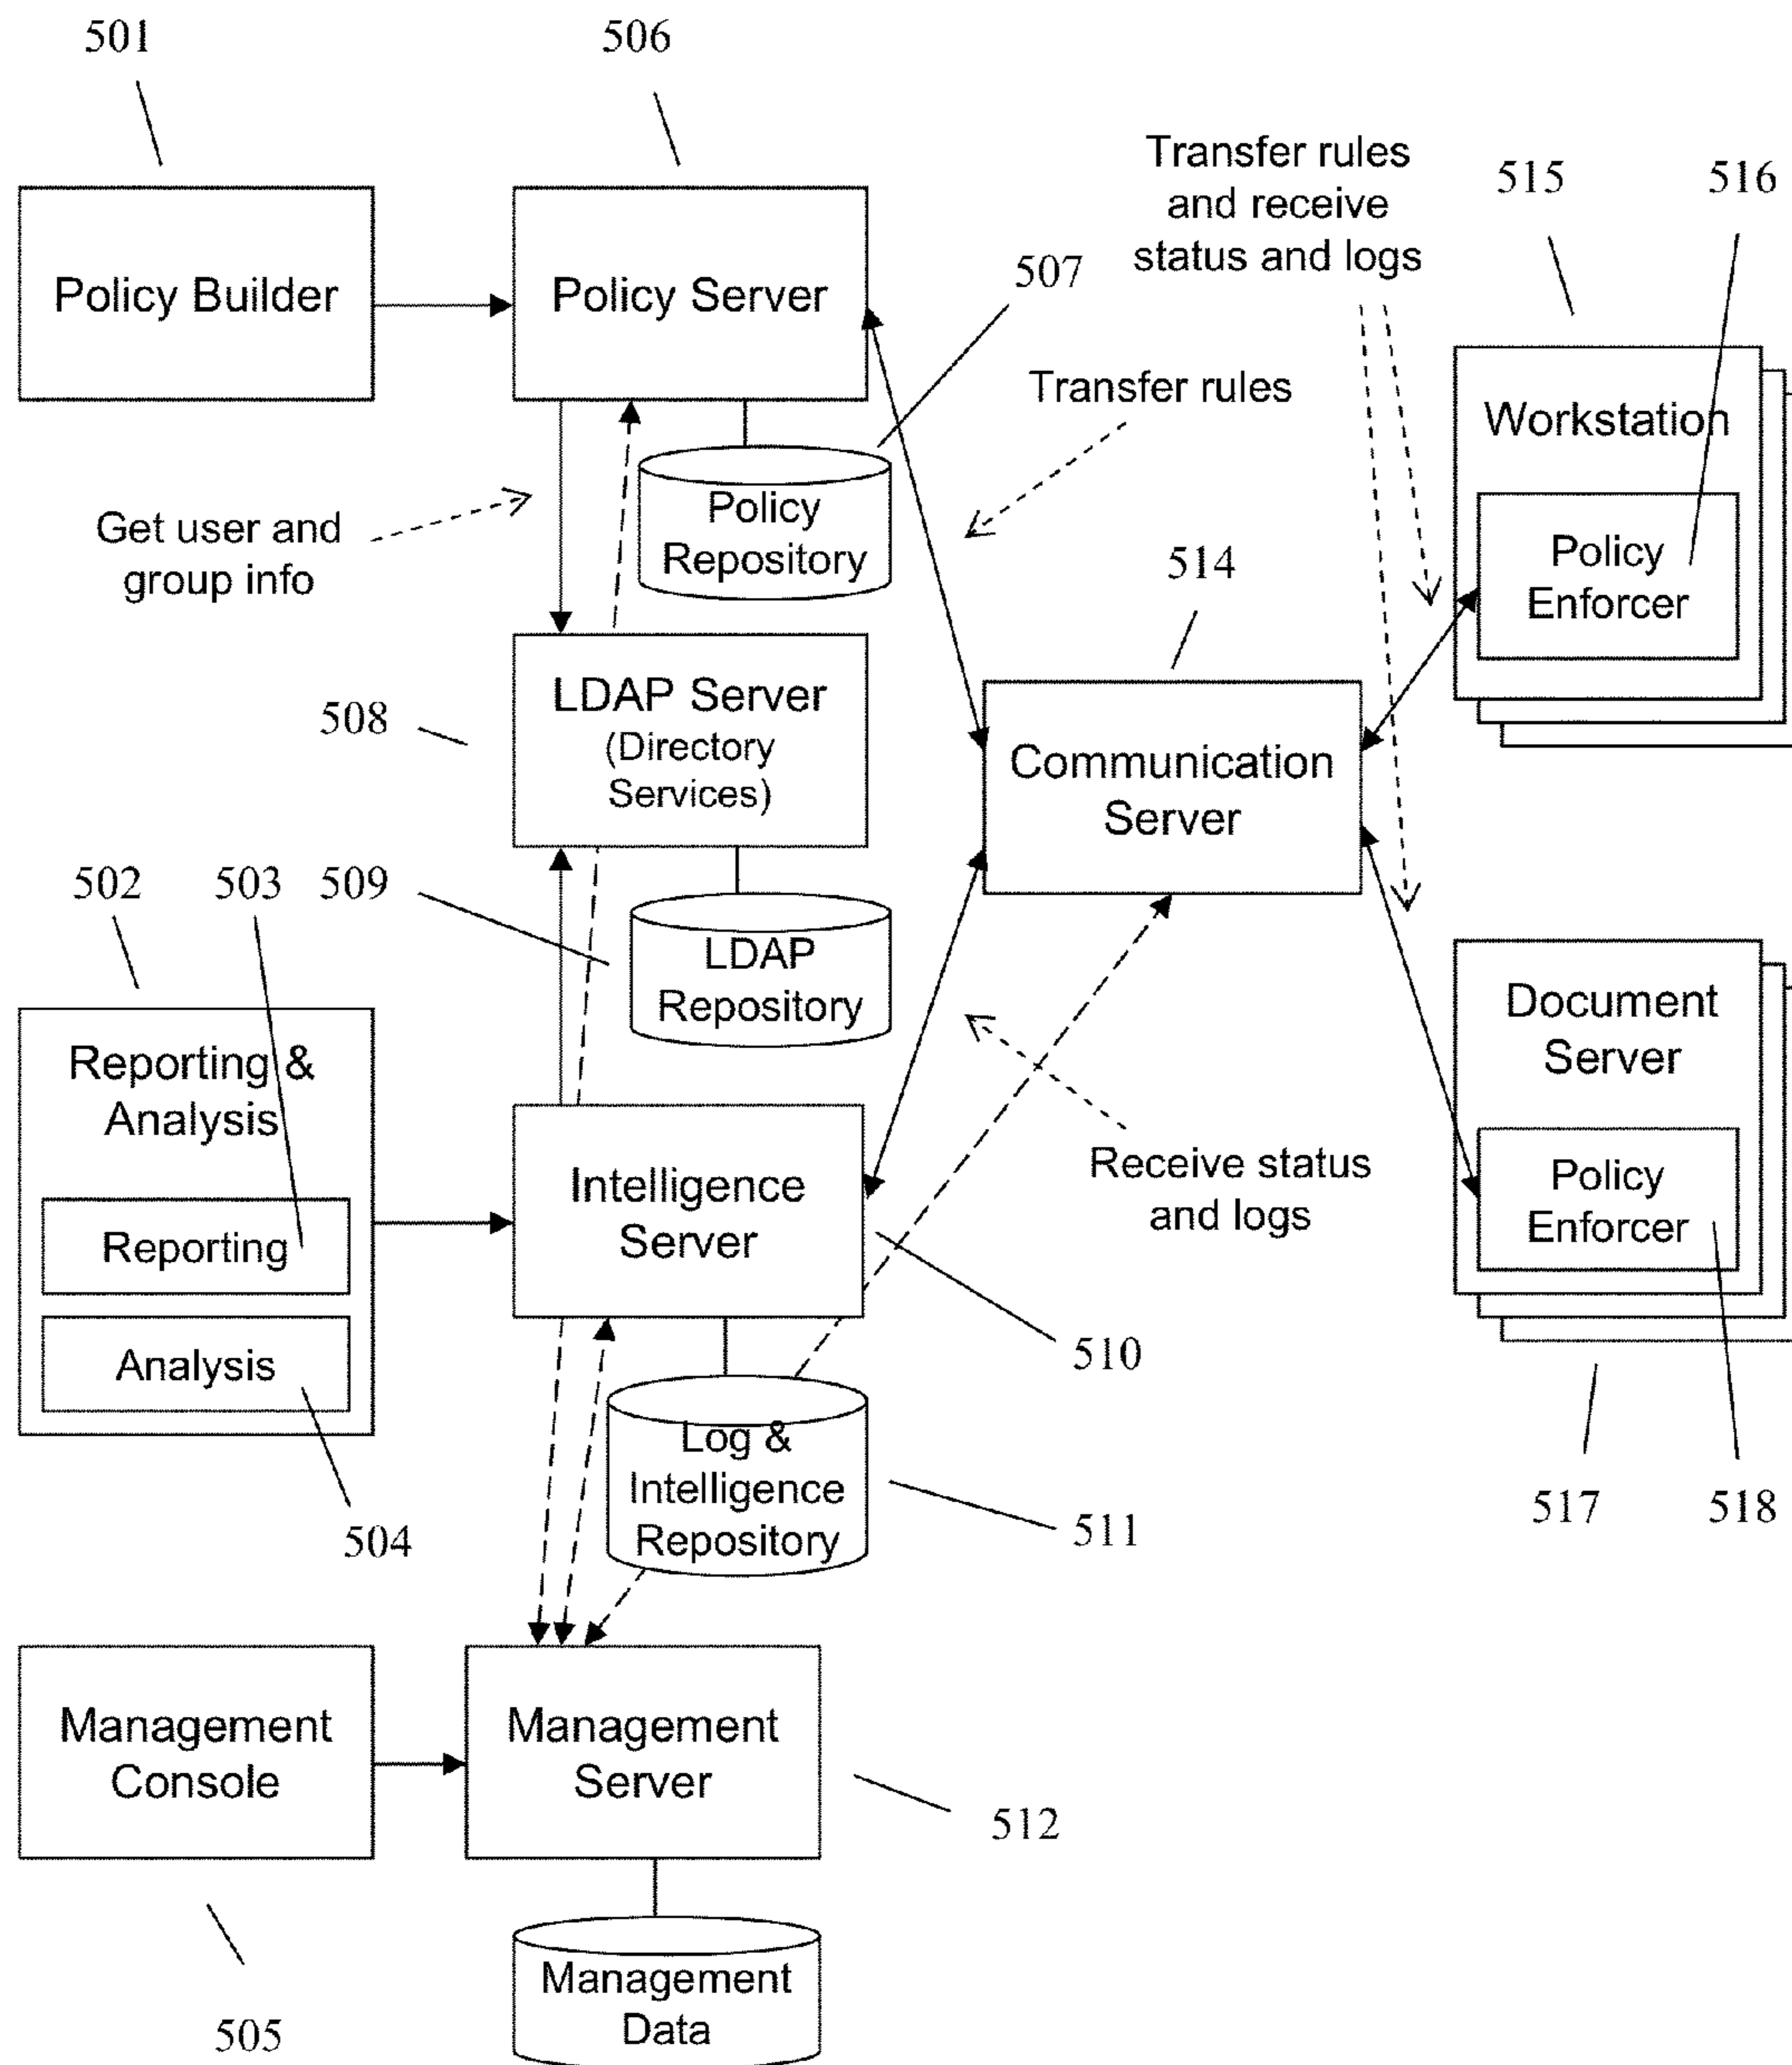 501
506
Transfer rules
and receive
status and logs
515
516
Policy Builder
Policy Server
507
Transfer rules
Workstation
Policy
Enforcer
Get user and
group info
Policy
Repository
514
LDAP Server
(Directory
Services)
508
Communication
Server
502
503
509
LDAP
Repository
Document
Server
Policy
Enforcer
Reporting &
Analysis
Reporting
Analysis
Intelligence
Server
Receive status
and logs
510
504
Log &
Intelligence
Repository
511
517
518
Management
Console
Management
Server
512
505
Management
Data